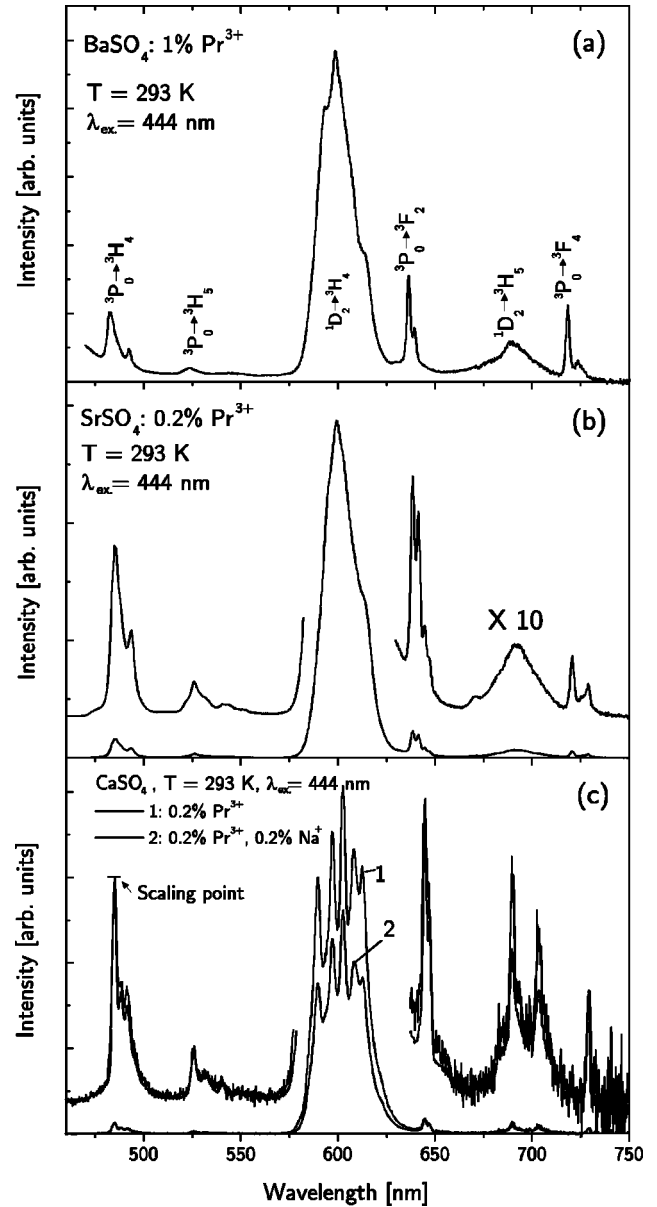 BaSO₄: 1% Pr³⁺
(a)
T = 293 K
λex.= 444 nm
³P₀→³H₄
³P₀→³H₅
¹D₂→³H₄
³P₀→³F₂
¹D₂→³H₅
³P₀→³F₄
Intensity [arb. units]
SrSO₄: 0.2% Pr³⁺
(b)
T = 293 K
λex.= 444 nm
X 10
Intensity [arb. units]
CaSO₄ , T = 293 K, λex.= 444 nm
(c)
1: 0.2% Pr³⁺
2: 0.2% Pr³⁺, 0.2% Na⁺
Scaling point
1
2
Intensity [arb. units]
500 550 600 650 700 750
Wavelength [nm]